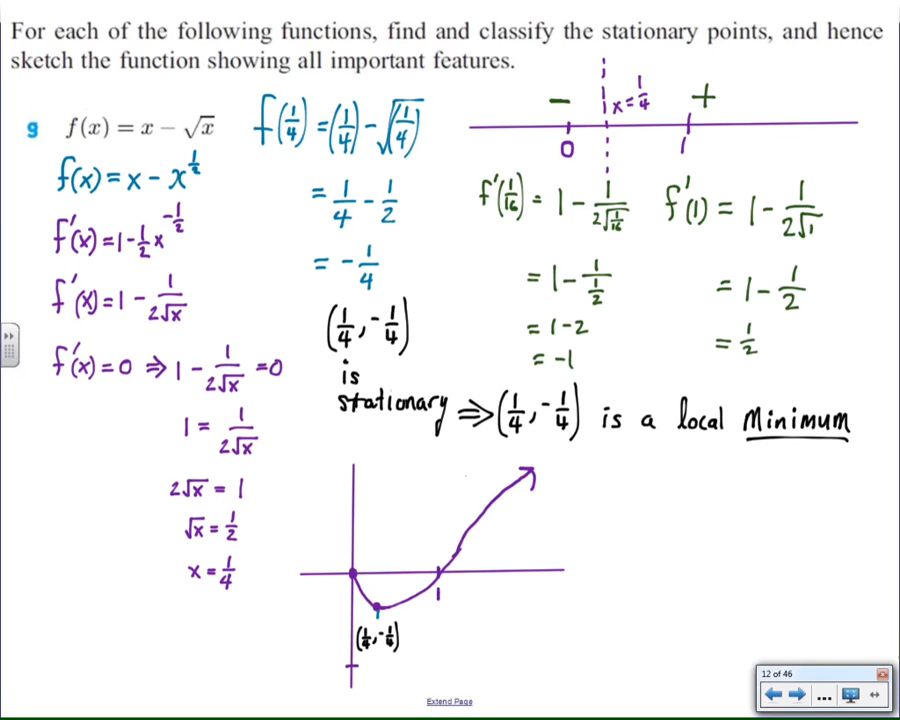 For each of the following functions, find and classify the stationary points, and hence
sketch the function showing all important features.
g f(x) = x − √x
f(x) = x − x^{1/2}
f'(x) = 1 − 1/2 x^{−1/2}
f'(x) = 1 − 1/(2√x)
f'(x) = 0 ⇒ 1 − 1/(2√x) = 0
1 = 1/(2√x)
2√x = 1
√x = 1/2
x = 1/4
f(1/4) = (1/4) − √(1/4)
= 1/4 − 1/2
= −1/4
(1/4, −1/4)
is
stationary ⇒ (1/4, −1/4) is a local Minimum
− x = 1/4 +
0 1
f'(1/16) = 1 − 1/(2√(1/16))
= 1 − 1/(1/2)
= 1 − 2
= −1
f'(1) = 1 − 1/(2√1)
= 1 − 1/2
= 1/2
1
(1/4, −1/4)
Extend Page
12 of 46
...